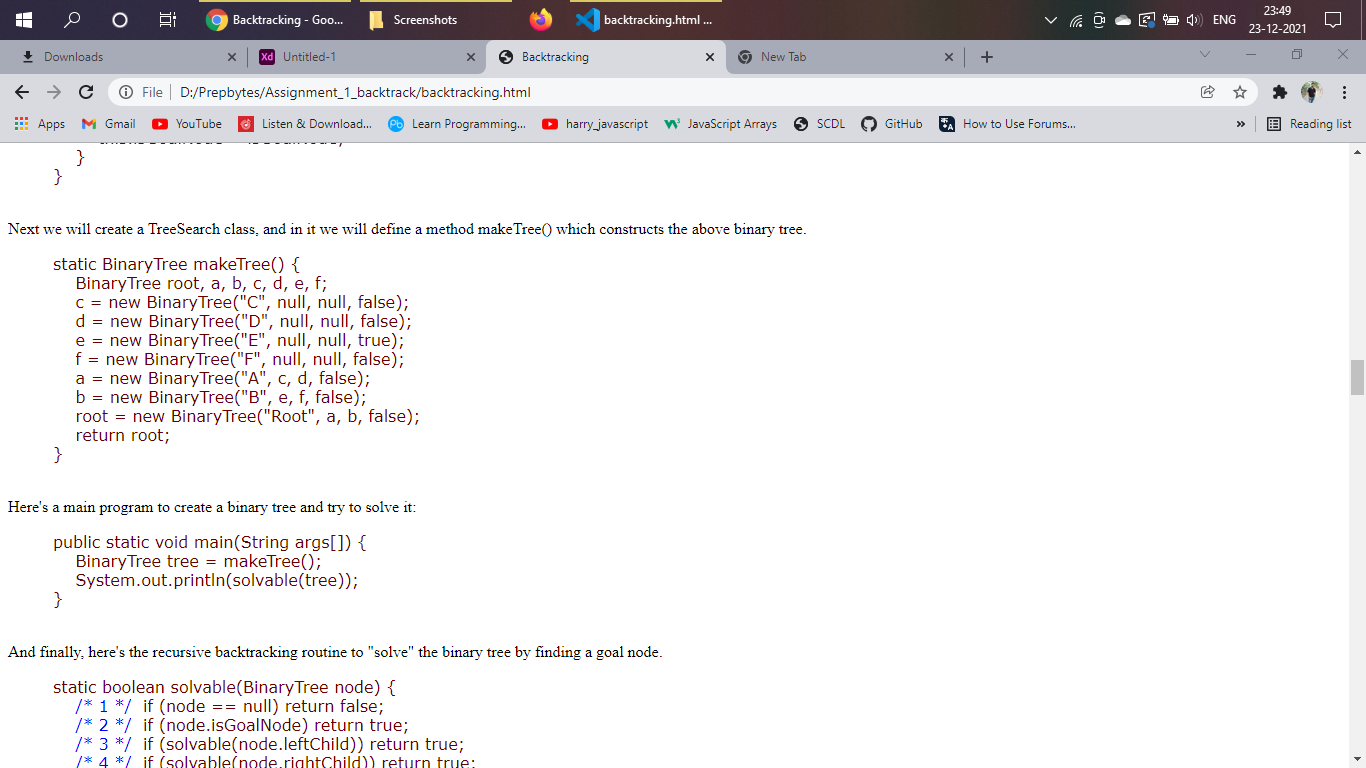 Backtracking - Goo...
Screenshots
backtracking.html ...
ENG
23:49
23-12-2021
Downloads
Xd Untitled-1
Backtracking
New Tab
File D:/Prepbytes/Assignment_1_backtrack/backtracking.html
Apps Gmail YouTube Listen & Download... Pb Learn Programming... harry_javascript JavaScript Arrays SCDL GitHub How to Use Forums... » Reading list
}
}
Next we will create a TreeSearch class, and in it we will define a method makeTree() which constructs the above binary tree.
static BinaryTree makeTree() {
BinaryTree root, a, b, c, d, e, f;
c = new BinaryTree("C", null, null, false);
d = new BinaryTree("D", null, null, false);
e = new BinaryTree("E", null, null, true);
f = new BinaryTree("F", null, null, false);
a = new BinaryTree("A", c, d, false);
b = new BinaryTree("B", e, f, false);
root = new BinaryTree("Root", a, b, false);
return root;
}
Here's a main program to create a binary tree and try to solve it:
public static void main(String args[]) {
BinaryTree tree = makeTree();
System.out.println(solvable(tree));
}
And finally, here's the recursive backtracking routine to "solve" the binary tree by finding a goal node.
static boolean solvable(BinaryTree node) {
/* 1 */ if (node == null) return false;
/* 2 */ if (node.isGoalNode) return true;
/* 3 */ if (solvable(node.leftChild)) return true;
/* 4 */ if (solvable(node.rightChild)) return true;